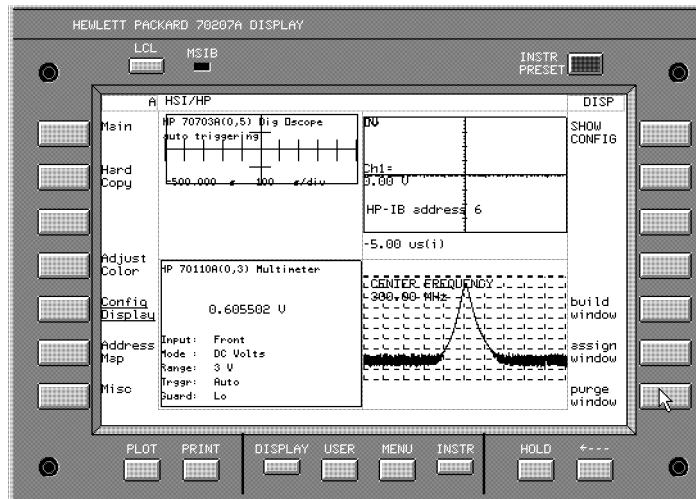 HEWLETT PACKARD 70207A DISPLAY
LCL
MSIB
INSTR
PRESET
A HSI/HP
DISP
Main
Hard
Copy
Adjust
Color
Config
Display
Address
Map
Misc
HP 70703A(0,5) Dig Oscope
auto triggering
-500.000 s 100 s/div
HP 70110A(0,3) Multimeter
0.605502 V
Input: Front
Mode : DC Volts
Range: 3 V
Trggr: Auto
Guard: Lo
0V
Ch1=
0.00 V
HP-IB address 6
-5.00 us(i)
CENTER FREQUENCY
300.00 MHz
SHOW
CONFIG
build
window
assign
window
purge
window
PLOT
PRINT
DISPLAY
USER
MENU
INSTR
HOLD
←---